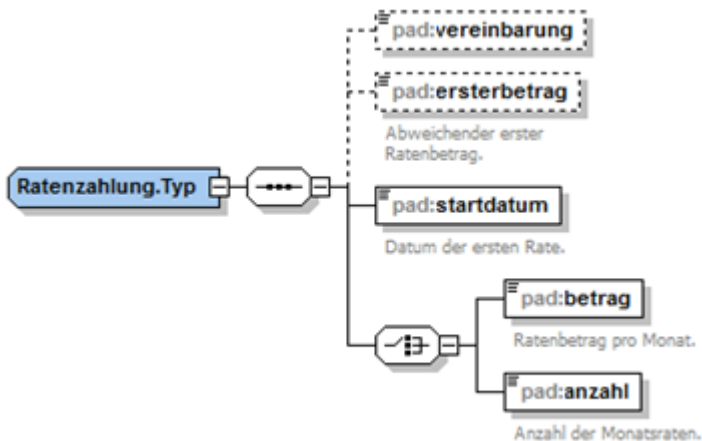 pad:vereinbarung
pad:ersterbetrag
Abweichender erster
Ratenbetrag.
Ratenzahlung.Typ
pad:startdatum
Datum der ersten Rate.
pad:betrag
Ratenbetrag pro Monat.
pad:anzahl
Anzahl der Monatsraten.